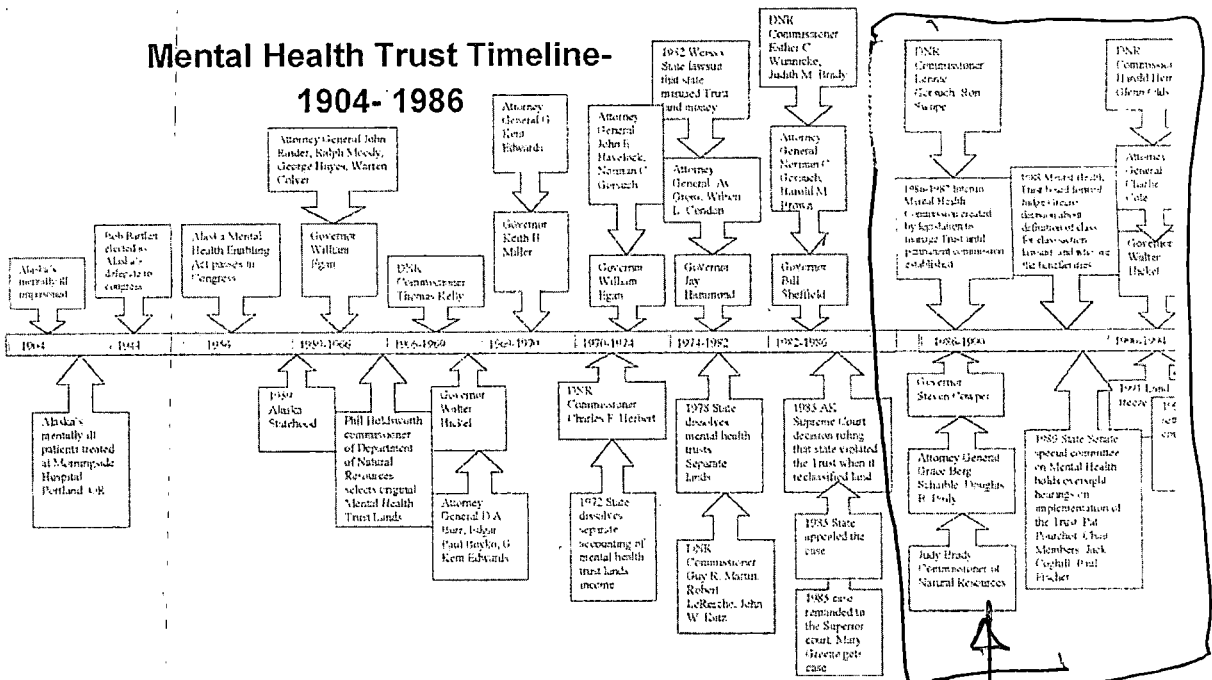 Mental Health Trust Timeline-
1904- 1986
Attorney General John
Rader, Ralph Moody,
George Hayes, Warren
Colver
Attorney
General G
Kent
Edwards
Attorney
General
John E
Havelock,
Norman C
Gorsuch
1982 Weiss v
State lawsuit
that state
misused Trust
land money
DNR
Commissioner
Esther C
Wunnicke,
Judith M. Brady
DNR
Commissioner
Lennie
Gorsuch, Ron
Swope
DNR
Harold
Glenn Olds
Alaska's
mentally ill
imprisoned
Bob Bartlett
elected as
Alaska's
delegate to
congress
Alaska Mental
Health Enabling
Act passes in
Congress
Governor
William
Egan
DNR
Commissioner
Thomas Kelly
Governor
Keith H
Miller
Governor
William
Egan
Attorney
General Av
Gross, Wilson
L. Condon
Governor
Jay
Hammond
Attorney
General
Norman C
Gorsuch,
Harold M
Brown
Governor
Bill
Sheffield
1986-1987 Interim
Mental Health
Commission created
by legislation to
manage Trust until
permanent commission
established
1988 Mental Health
Trust board formed
Judge
decision about
definition of class
for class action
lawsuit and who are
the beneficiaries
Attorney
General
Charlie
Cole
Governor
Walter
Hickel
1904
1944
1956
1959-1966
1966-1969
1969-1970
1970-1974
1974-1982
1982-1986
1986-1990
1990-1994
Alaska's
mentally ill
patients treated
at Morningside
Hospital
Portland, OR
1959
Alaska
Statehood
Phil Holdsworth
commissioner
of Department
of Natural
Resources
selects original
Mental Health
Trust Lands
Governor
Walter
Hickel
Attorney
General D.A.
Burr, Edgar
Paul Boyko, G
Kent Edwards
DNR
Commissioner
Charles F. Herbert
1972 State
dissolves
separate
accounting of
mental health
trust lands
income
1978 State
dissolves
mental health
trusts
Separate
lands
DNR
Commissioner
Guy R. Martin,
Robert
LeResche, John
W. Katz
1985 AK
Supreme Court
decision ruling
that state violated
the Trust when it
reclassified land
1985 State
appealed the
case
1985 case
remanded to
the Superior
court, Mary
Greene gets
case
Governor
Steven Cowper
Attorney General
Grace Berg
Schaible, Douglas
B. Baily
Judy Brady
Commissioner of
Natural Resources
1989 State Senate
special committee
on Mental Health
holds oversight
hearings on
implementation of
the Trust. Pat
Pourchot, Chair
Members: Jack
Coghill, Paul
Fischer
Land
freeze